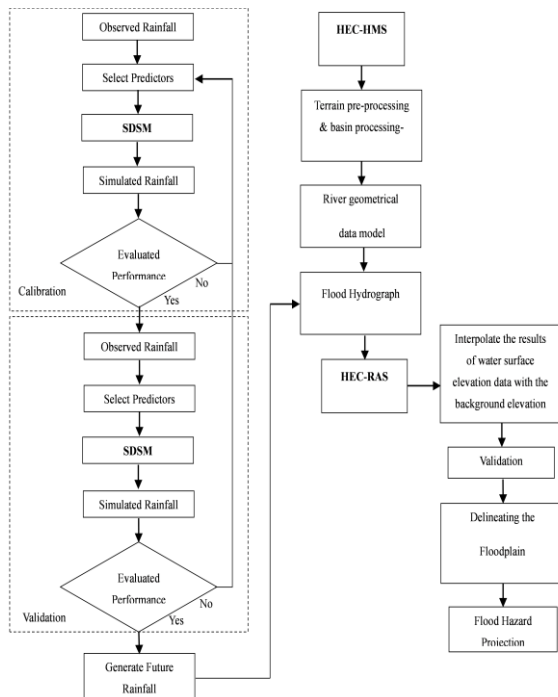 Observed Rainfall
Select Predictors
SDSM
Simulated Rainfall
Evaluated
Performance
No
Calibration
Yes
Observed Rainfall
Select Predictors
SDSM
Simulated Rainfall
Evaluated
Performance
No
Validation
Yes
Generate Future
Rainfall
HEC-HMS
Terrain pre-processing
& basin processing-
River geometrical
data model
Flood Hydrograph
HEC-RAS
Interpolate the results
of water surface
elevation data with the
background elevation
Validation
Delineating the
Floodplain
Flood Hazard
Projection